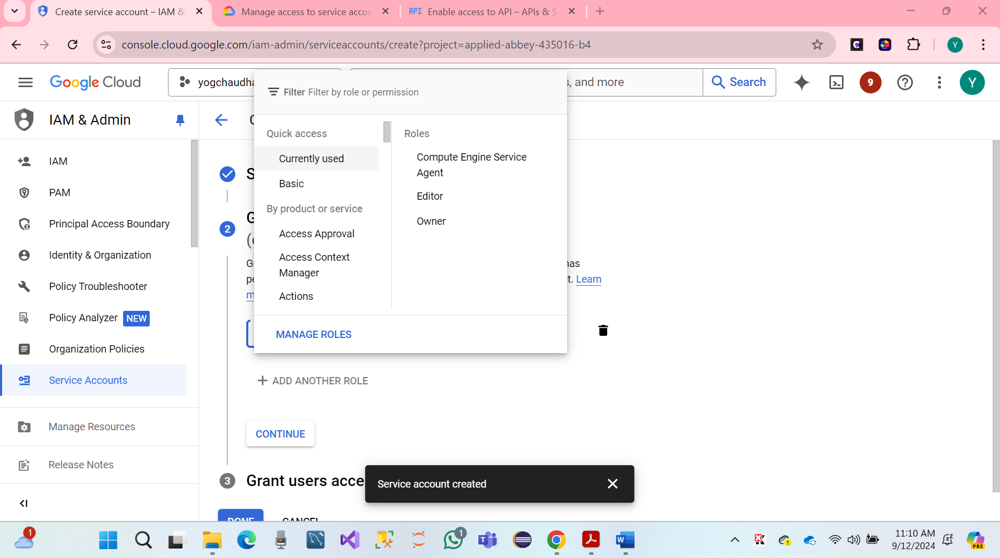 Create service account – IAM &
Manage access to service accou
API Enable access to API – APIs & S
console.cloud.google.com/iam-admin/serviceaccounts/create?project=applied-abbey-435016-b4
Y
Google Cloud
yogchaudha
s, and more
Search
9
Y
IAM & Admin
IAM
PAM
Principal Access Boundary
Identity & Organization
Policy Troubleshooter
Policy Analyzer NEW
Organization Policies
Service Accounts
Manage Resources
Release Notes
Filter Filter by role or permission
Quick access
Currently used
Basic
By product or service
Access Approval
Access Context
Manager
Actions
Roles
Compute Engine Service
Agent
Editor
Owner
MANAGE ROLES
S
2
G
(
has
t. Learn
m
ADD ANOTHER ROLE
CONTINUE
3 Grant users acce
Service account created
DONE
CANCEL
1
1
11:10 AM
9/12/2024
PRE